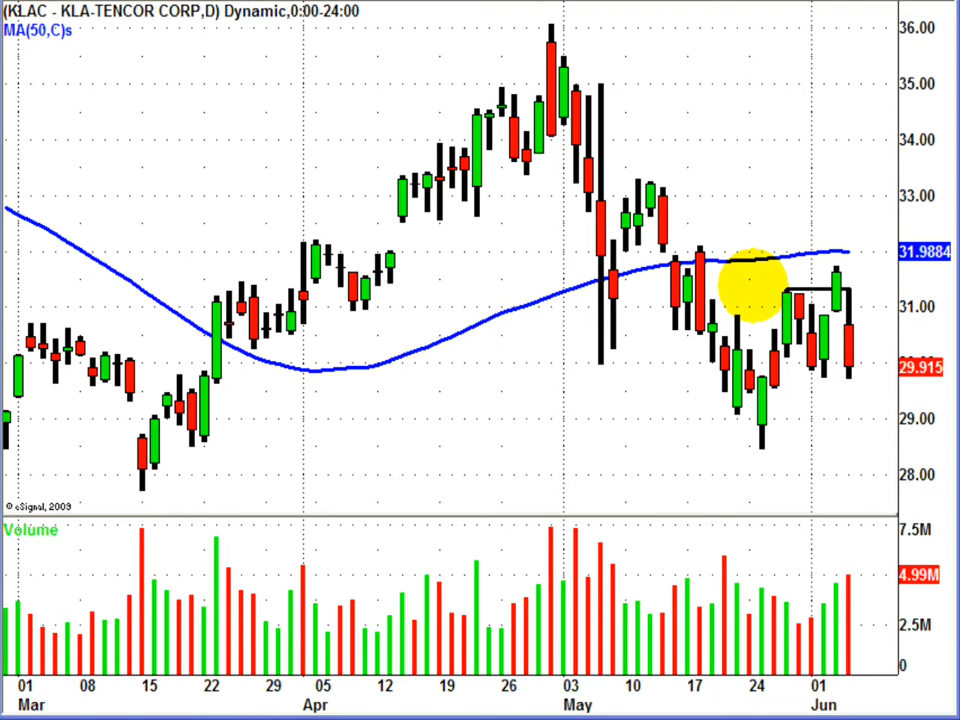 (KLAC - KLA-TENCOR CORP,D) Dynamic,0:00-24:00
MA(50,C)s
36.00
35.00
34.00
33.00
31.9884
31.00
29.915
29.00
28.00
© eSignal, 2009
Volume
7.5M
4.99M
2.5M
0
01 08 15 22 29 05 12 19 26 03 10 17 24 01
Mar Apr May Jun